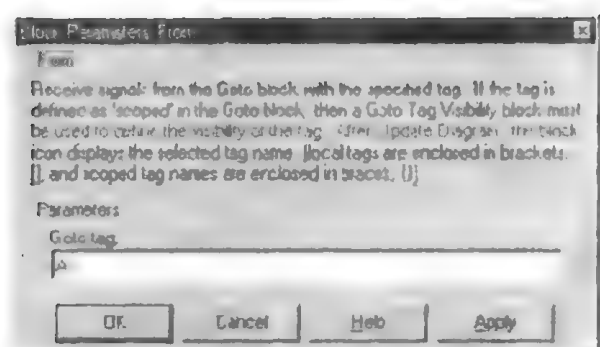 Block Parameters: From
From
Receive signals from the Goto block with the specified tag. If the tag is
defined as 'scoped' in the Goto block, then a Goto Tag Visibility block must
be used to define the visibility of the tag. After 'Update Diagram', the block
icon displays the selected tag name (local tags are enclosed in brackets,
[], and scoped tag names are enclosed in braces, {})
Parameters
Goto tag
OK
Cancel
Help
Apply